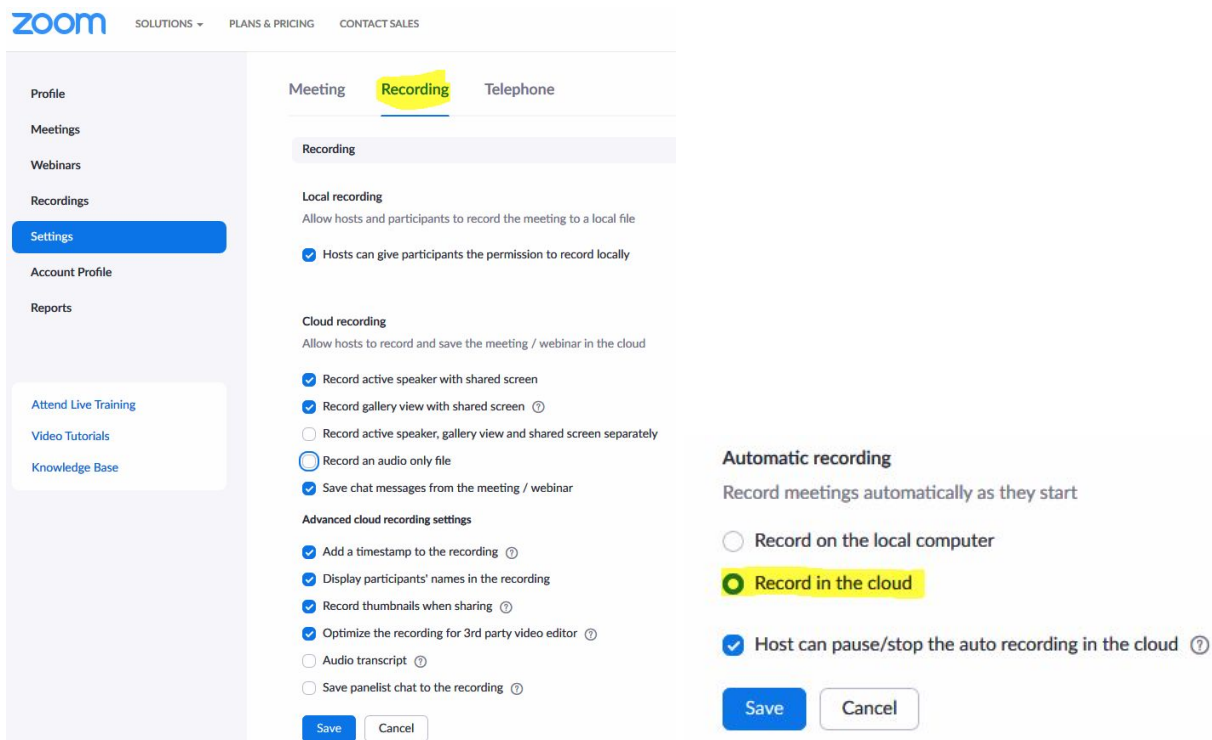 zoom
SOLUTIONS PLANS & PRICING CONTACT SALES
Profile
Meetings
Webinars
Recordings
Settings
Account Profile
Reports
Attend Live Training
Video Tutorials
Knowledge Base
Meeting Recording Telephone
Recording
Local recording
Allow hosts and participants to record the meeting to a local file
Hosts can give participants the permission to record locally
Cloud recording
Allow hosts to record and save the meeting / webinar in the cloud
Record active speaker with shared screen
Record gallery view with shared screen
Record active speaker, gallery view and shared screen separately
Record an audio only file
Save chat messages from the meeting / webinar
Advanced cloud recording settings
Add a timestamp to the recording
Display participants' names in the recording
Record thumbnails when sharing
Optimize the recording for 3rd party video editor
Audio transcript
Save panelist chat to the recording
Save Cancel
Automatic recording
Record meetings automatically as they start
Record on the local computer
Record in the cloud
Host can pause/stop the auto recording in the cloud
Save Cancel